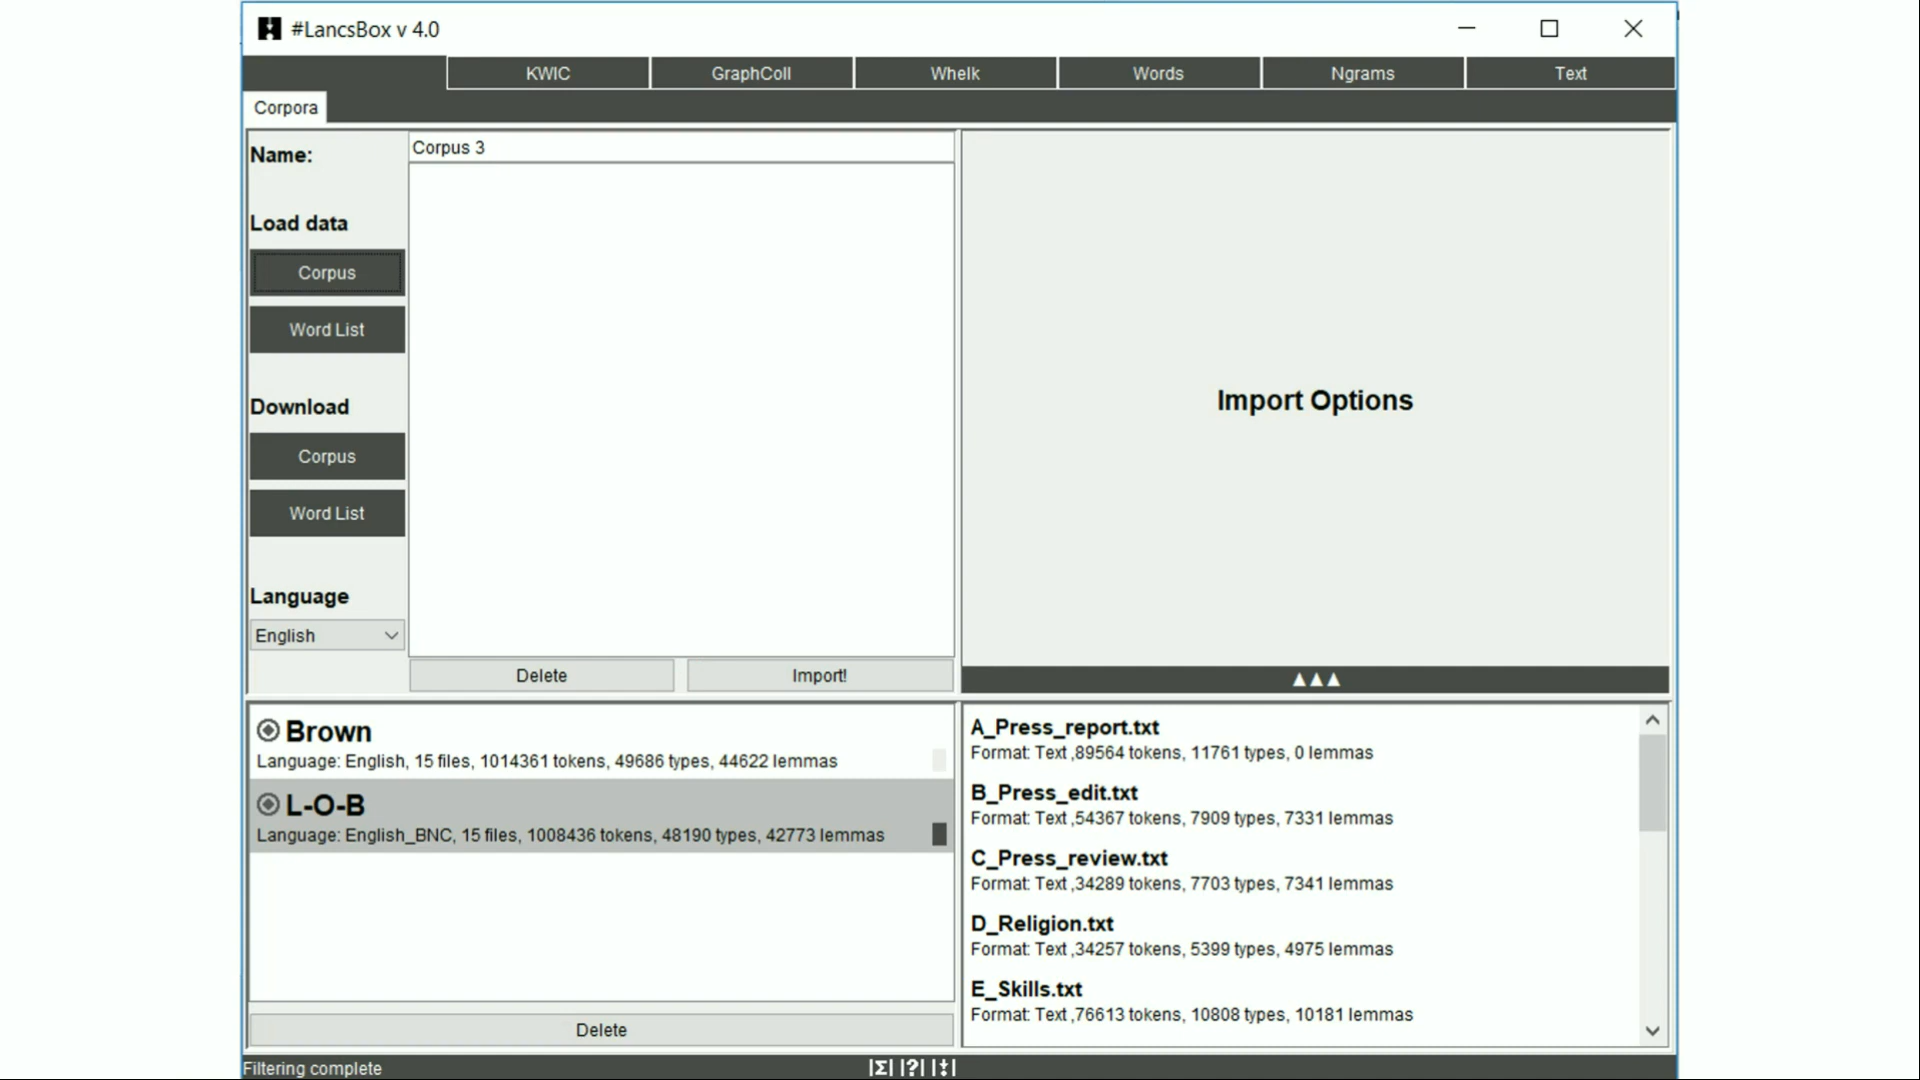 #LancsBox v 4.0
KWIC
GraphColl
Whelk
Words
Ngrams
Text
Corpora
Name:
Corpus 3
Load data
Corpus
Word List
Download
Corpus
Word List
Language
English
Delete
Import!
Import Options
▲▲▲
Brown
Language: English, 15 files, 1014361 tokens, 49686 types, 44622 lemmas
L-O-B
Language: English_BNC, 15 files, 1008436 tokens, 48190 types, 42773 lemmas
Delete
A_Press_report.txt
Format: Text ,89564 tokens, 11761 types, 0 lemmas
B_Press_edit.txt
Format: Text ,54367 tokens, 7909 types, 7331 lemmas
C_Press_review.txt
Format: Text ,34289 tokens, 7703 types, 7341 lemmas
D_Religion.txt
Format: Text ,34257 tokens, 5399 types, 4975 lemmas
E_Skills.txt
Format: Text ,76613 tokens, 10808 types, 10181 lemmas
Filtering complete
|Σ| |?| |‡|